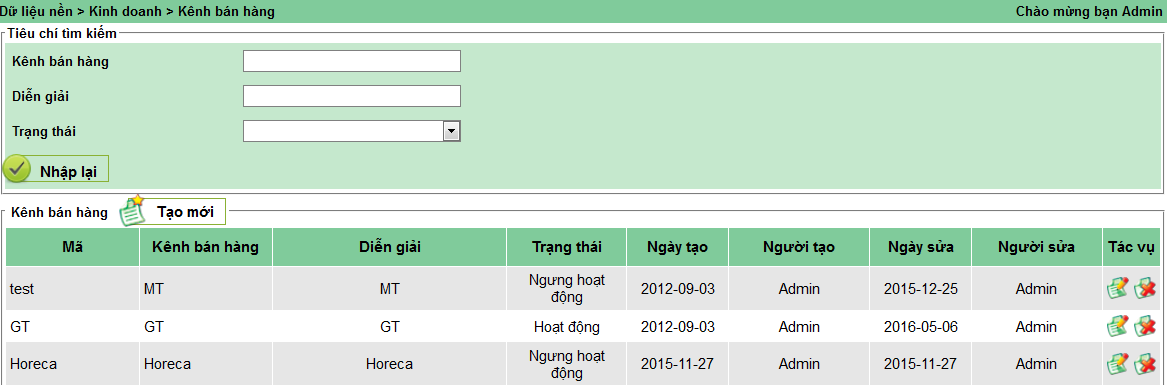 Dữ liệu nền > Kinh doanh > Kênh bán hàng Chào mừng bạn Admin
Tiêu chí tìm kiếm
Kênh bán hàng
Diễn giải
Trạng thái
Nhập lại
Kênh bán hàng Tạo mới
Mã Kênh bán hàng Diễn giải Trạng thái Ngày tạo Người tạo Ngày sửa Người sửa Tác vụ
test MT MT Ngưng hoạt động 2012-09-03 Admin 2015-12-25 Admin
GT GT GT Hoạt động 2012-09-03 Admin 2016-05-06 Admin
Horeca Horeca Horeca Ngưng hoạt động 2015-11-27 Admin 2015-11-27 Admin